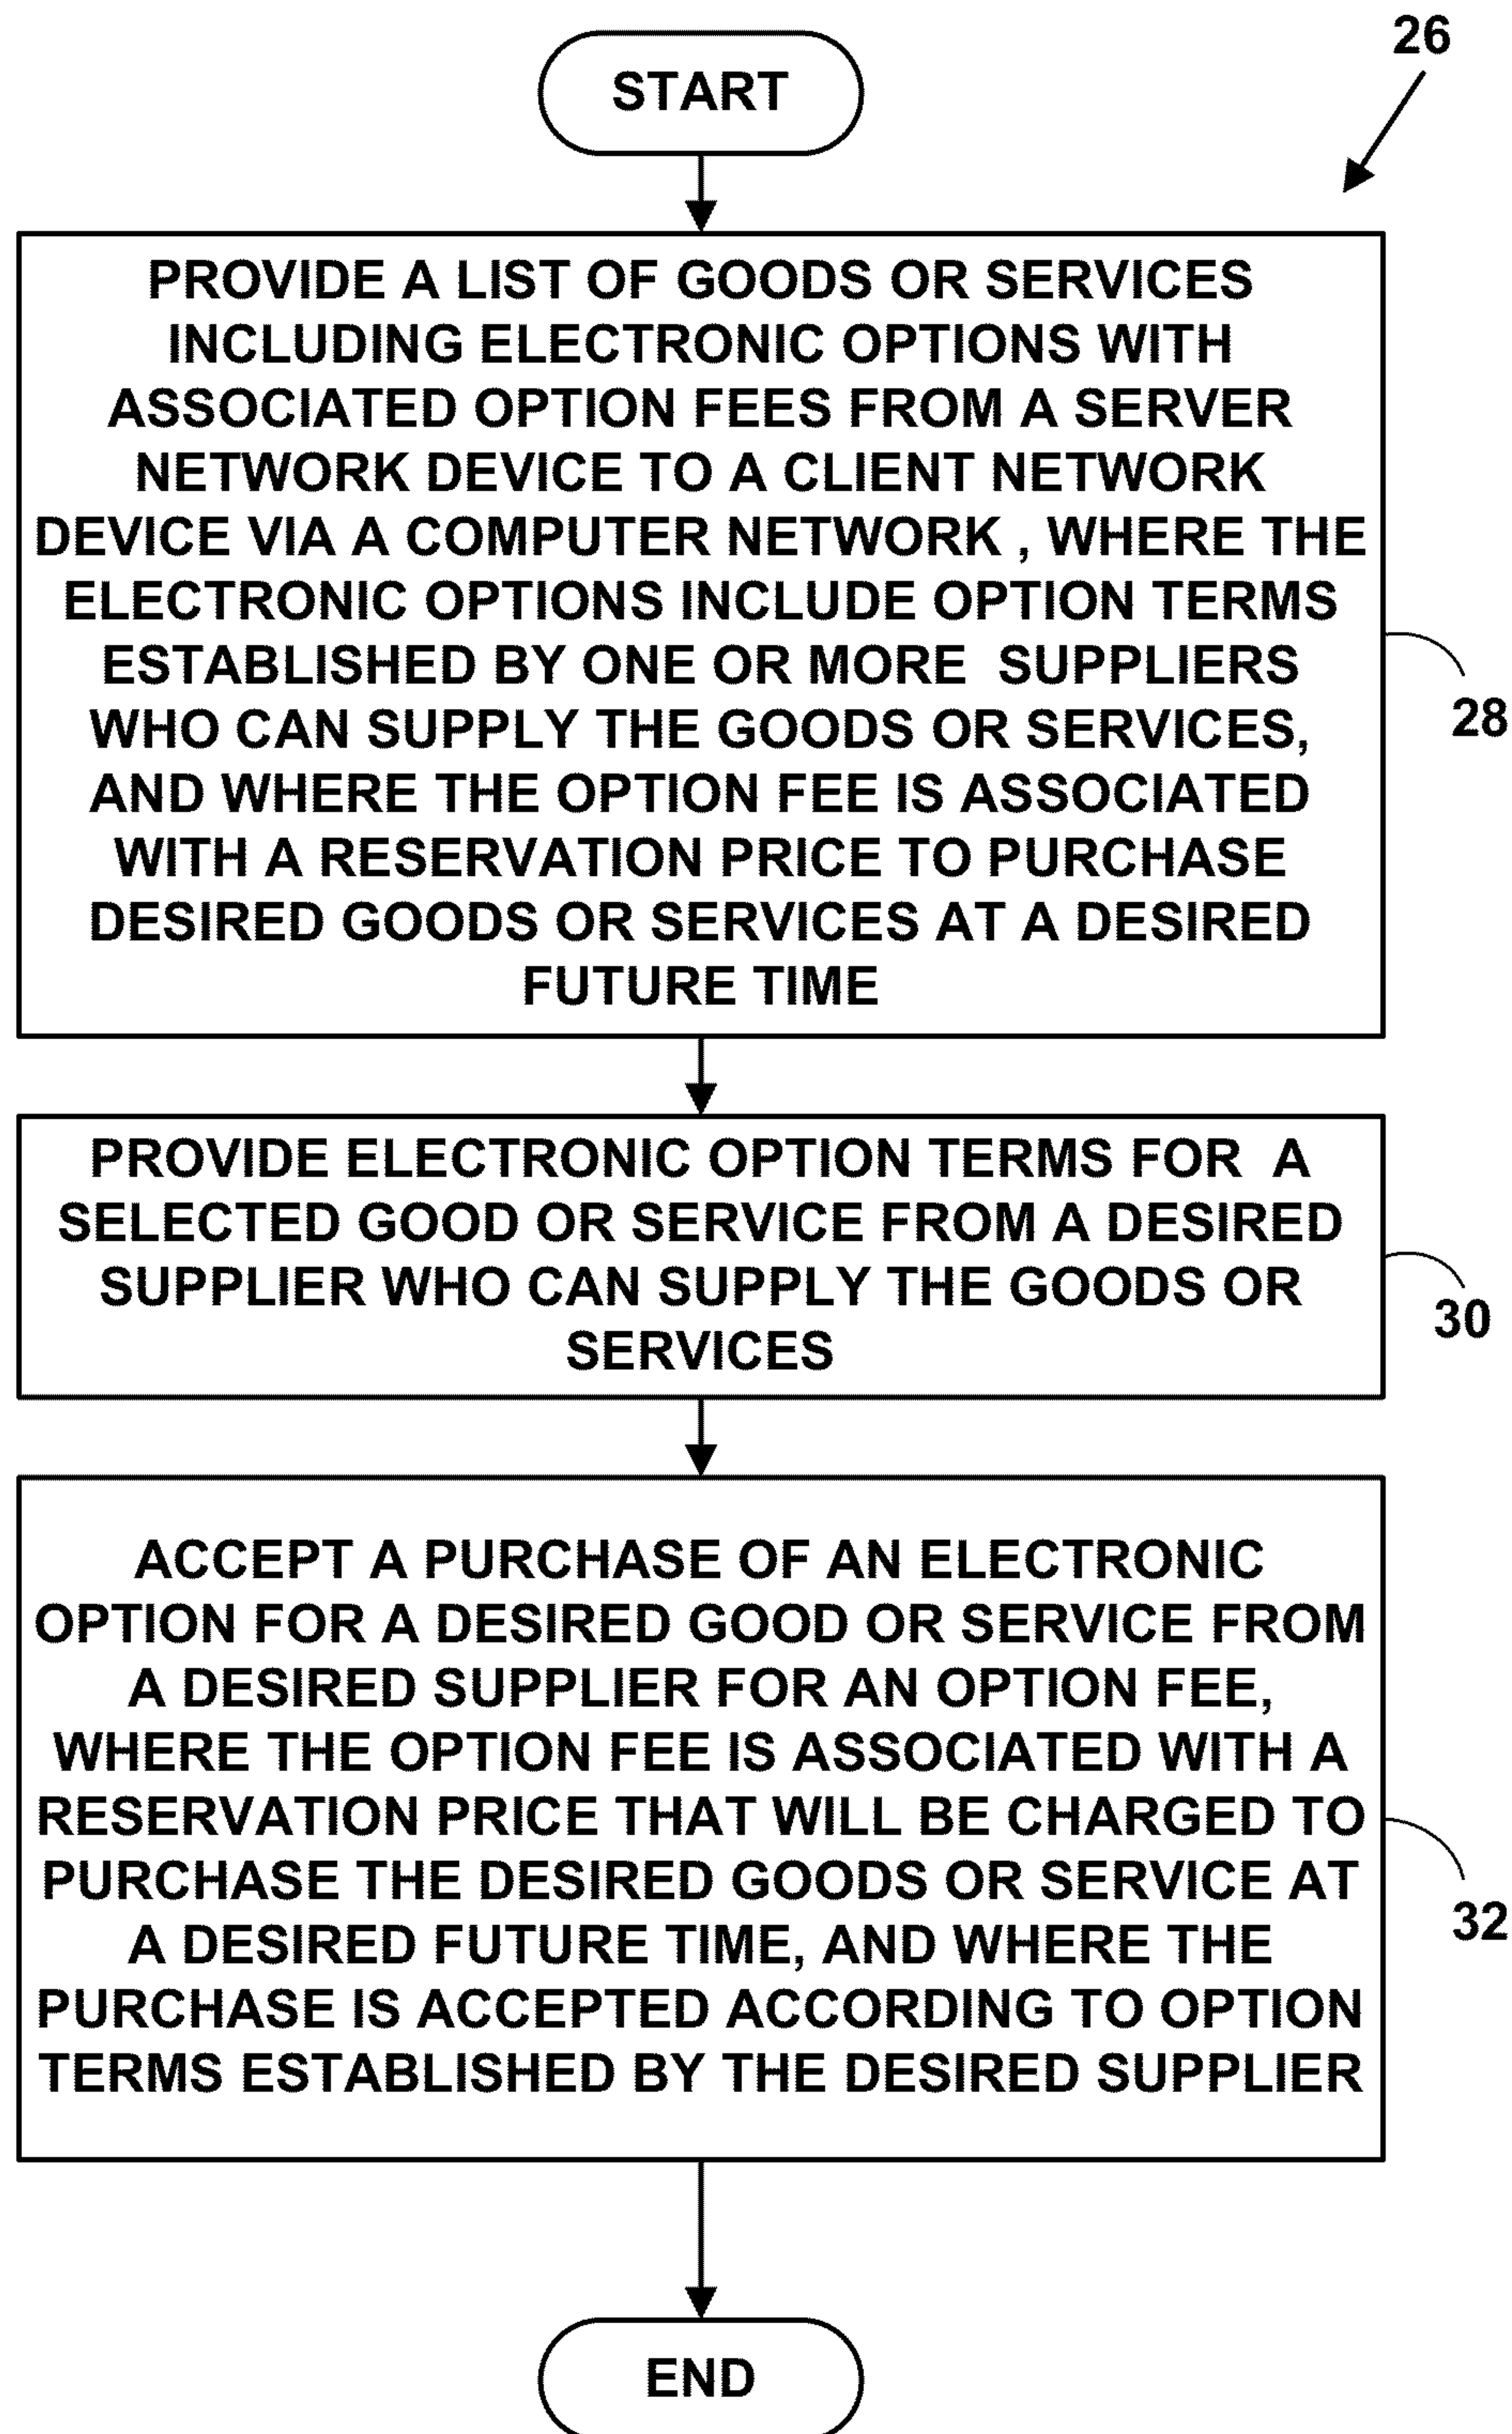 26
START
PROVIDE A LIST OF GOODS OR SERVICES
INCLUDING ELECTRONIC OPTIONS WITH
ASSOCIATED OPTION FEES FROM A SERVER
NETWORK DEVICE TO A CLIENT NETWORK
DEVICE VIA A COMPUTER NETWORK , WHERE THE
ELECTRONIC OPTIONS INCLUDE OPTION TERMS
ESTABLISHED BY ONE OR MORE SUPPLIERS
WHO CAN SUPPLY THE GOODS OR SERVICES,
AND WHERE THE OPTION FEE IS ASSOCIATED
WITH A RESERVATION PRICE TO PURCHASE
DESIRED GOODS OR SERVICES AT A DESIRED
FUTURE TIME
28
PROVIDE ELECTRONIC OPTION TERMS FOR A
SELECTED GOOD OR SERVICE FROM A DESIRED
SUPPLIER WHO CAN SUPPLY THE GOODS OR
SERVICES
30
ACCEPT A PURCHASE OF AN ELECTRONIC
OPTION FOR A DESIRED GOOD OR SERVICE FROM
A DESIRED SUPPLIER FOR AN OPTION FEE,
WHERE THE OPTION FEE IS ASSOCIATED WITH A
RESERVATION PRICE THAT WILL BE CHARGED TO
PURCHASE THE DESIRED GOODS OR SERVICE AT
A DESIRED FUTURE TIME, AND WHERE THE
PURCHASE IS ACCEPTED ACCORDING TO OPTION
TERMS ESTABLISHED BY THE DESIRED SUPPLIER
32
END